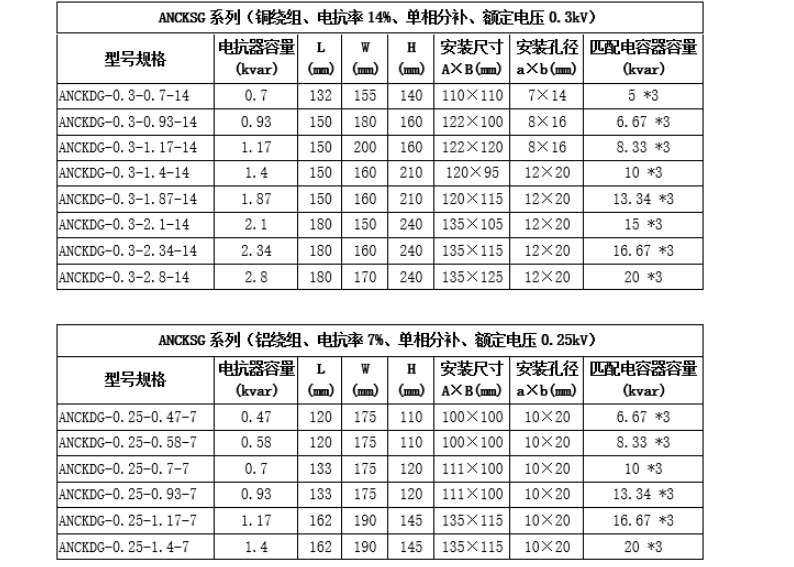 ANCKSG 系列（铜绕组、电抗率 14%、单相分补、额定电压 0.3kV）
型号规格 电抗器容量 (kvar) L (mm) W (mm) H (mm) 安装尺寸 A×B(mm) 安装孔径 a×b(mm) 匹配电容器容量 (kvar)
ANCKDG-0.3-0.7-14 0.7 132 155 140 110×110 7×14 5 *3
ANCKDG-0.3-0.93-14 0.93 150 180 160 122×100 8×16 6.67 *3
ANCKDG-0.3-1.17-14 1.17 150 200 160 122×120 8×16 8.33 *3
ANCKDG-0.3-1.4-14 1.4 150 160 210 120×95 12×20 10 *3
ANCKDG-0.3-1.87-14 1.87 150 160 210 120×115 12×20 13.34 *3
ANCKDG-0.3-2.1-14 2.1 180 150 240 135×105 12×20 15 *3
ANCKDG-0.3-2.34-14 2.34 180 160 240 135×115 12×20 16.67 *3
ANCKDG-0.3-2.8-14 2.8 180 170 240 135×125 12×20 20 *3
ANCKSG 系列（铝绕组、电抗率 7%、单相分补、额定电压 0.25kV）
型号规格 电抗器容量 (kvar) L (mm) W (mm) H (mm) 安装尺寸 A×B(mm) 安装孔径 a×b(mm) 匹配电容器容量 (kvar)
ANCKDG-0.25-0.47-7 0.47 120 175 110 100×100 10×20 6.67 *3
ANCKDG-0.25-0.58-7 0.58 120 175 110 100×100 10×20 8.33 *3
ANCKDG-0.25-0.7-7 0.7 133 175 120 111×100 10×20 10 *3
ANCKDG-0.25-0.93-7 0.93 133 175 120 111×100 10×20 13.34 *3
ANCKDG-0.25-1.17-7 1.17 162 190 145 135×115 10×20 16.67 *3
ANCKDG-0.25-1.4-7 1.4 162 190 145 135×115 10×20 20 *3